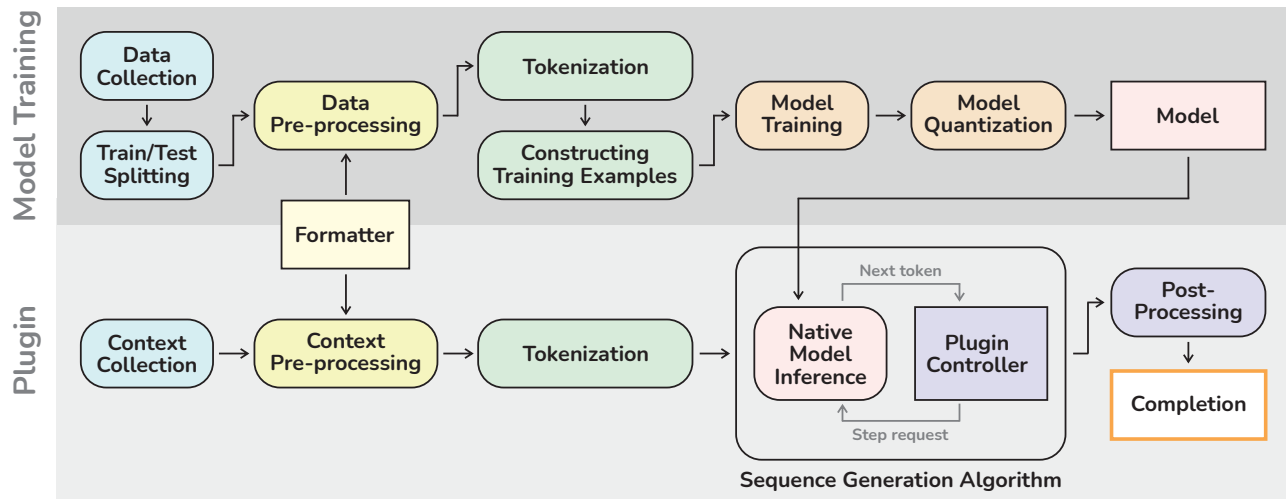 Model Training
Data
Collection
Train/Test
Splitting
Data
Pre-processing
Tokenization
Constructing
Training Examples
Model
Training
Model
Quantization
Model
Formatter
Plugin
Context
Collection
Context
Pre-processing
Tokenization
Next token
Native
Model
Inference
Plugin
Controller
Step request
Sequence Generation Algorithm
Post-
Processing
Completion